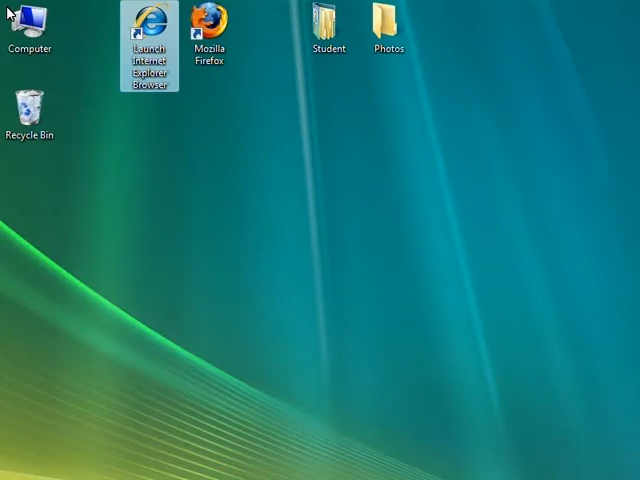 Computer
Launch
Internet
Explorer
Browser
Mozilla
Firefox
Student
Photos
Recycle Bin